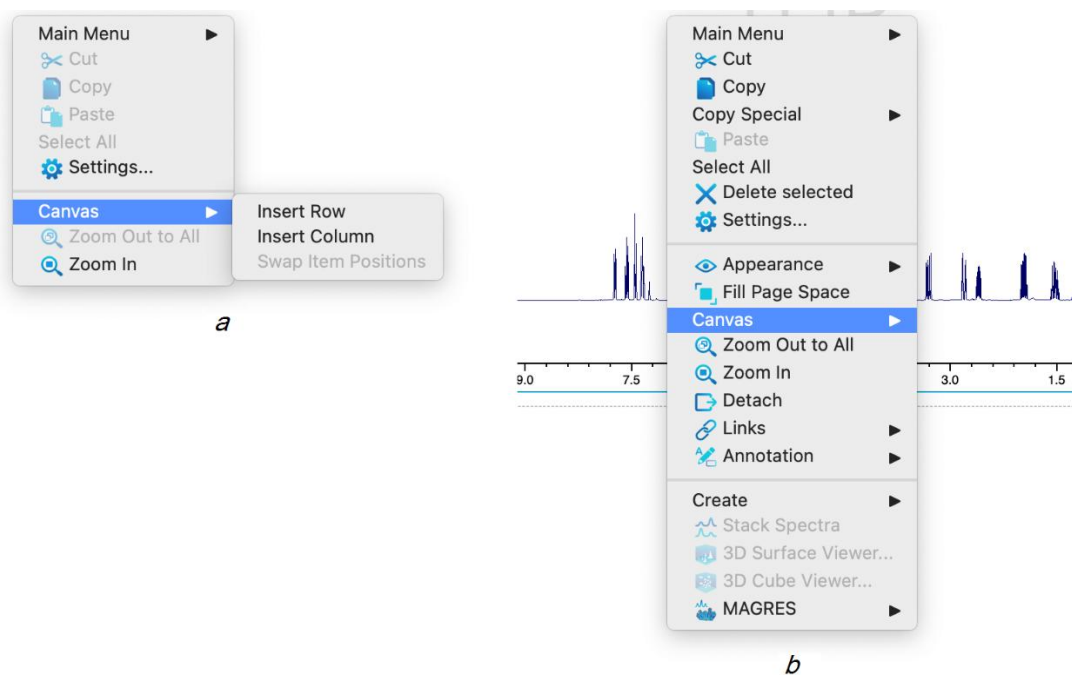 Main Menu
Cut
Copy
Paste
Select All
Settings...
Canvas
Zoom Out to All
Zoom In
Insert Row
Insert Column
Swap Item Positions
a
Main Menu
Cut
Copy
Copy Special
Paste
Select All
Delete selected
Settings...
Appearance
Fill Page Space
Canvas
Zoom Out to All
Zoom In
Detach
Links
Annotation
Create
Stack Spectra
3D Surface Viewer...
3D Cube Viewer...
MAGRES
9.0 7.5 3.0 1.5
b